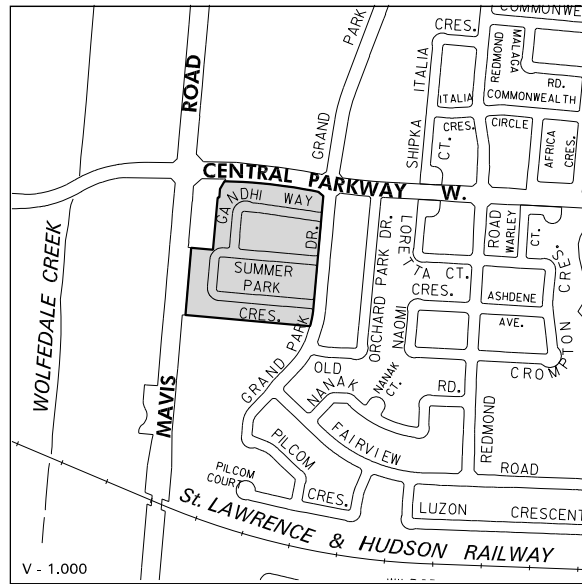 COMMONWE
CRES.
PARK
ROAD
ITALIA
SHIPKA
REDMOND
MALAGA
RD.
ITALIA
COMMONWEALTH
GRAND
CRES.
CIRCLE
CT.
AFRICA
CRES.
CENTRAL PARKWAY W.
GANDHI WAY
DR.
ORCHARD PARK DR.
LORETTA CT.
ROAD
WARLEY
CT.
WOLFEDALE CREEK
SUMMER
PARK
CRES.
CRES.
ASHDENE
AVE.
NAOMI
CROMPTON CRES.
GRAND PARK
OLD
NANAK
NANAK
CT.
RD.
MAVIS
FAIRVIEW
REDMOND
ROAD
PILCOM
CRES.
PILCOM
COURT
LUZON CRESCENT
St. LAWRENCE & HUDSON RAILWAY
V - 1.000